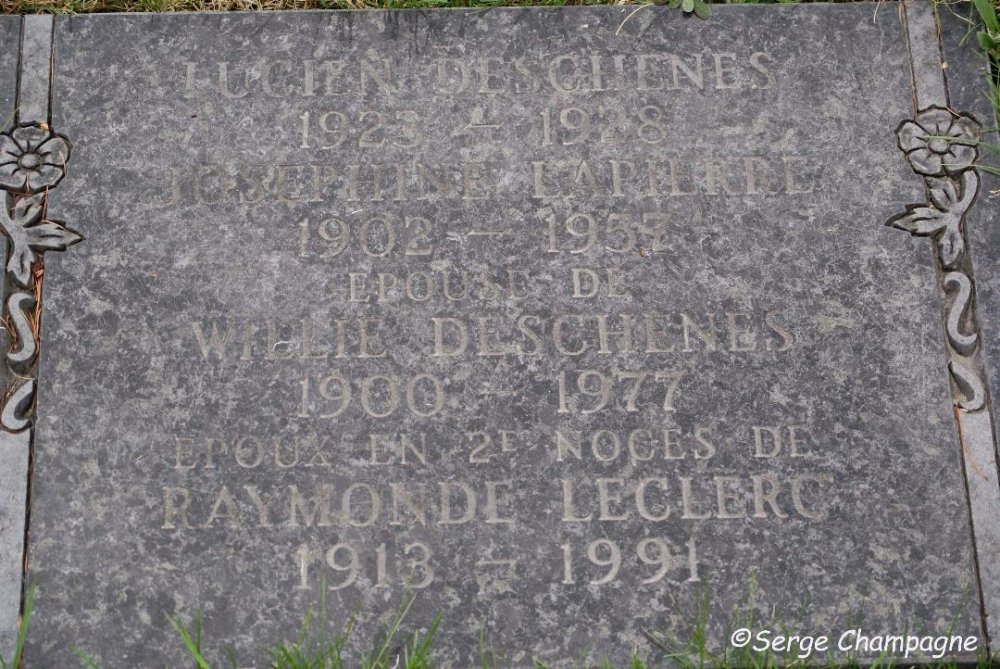 LUCIEN DESCHENES
1923 - 1928
JOSEPHINE LAPIERRE
1902 - 1957
EPOUSE DE
WILLIE DESCHENES
1900 - 1977
EPOUX EN 2E NOCES DE
RAYMONDE LECLERC
1913 - 1991
©Serge Champagne